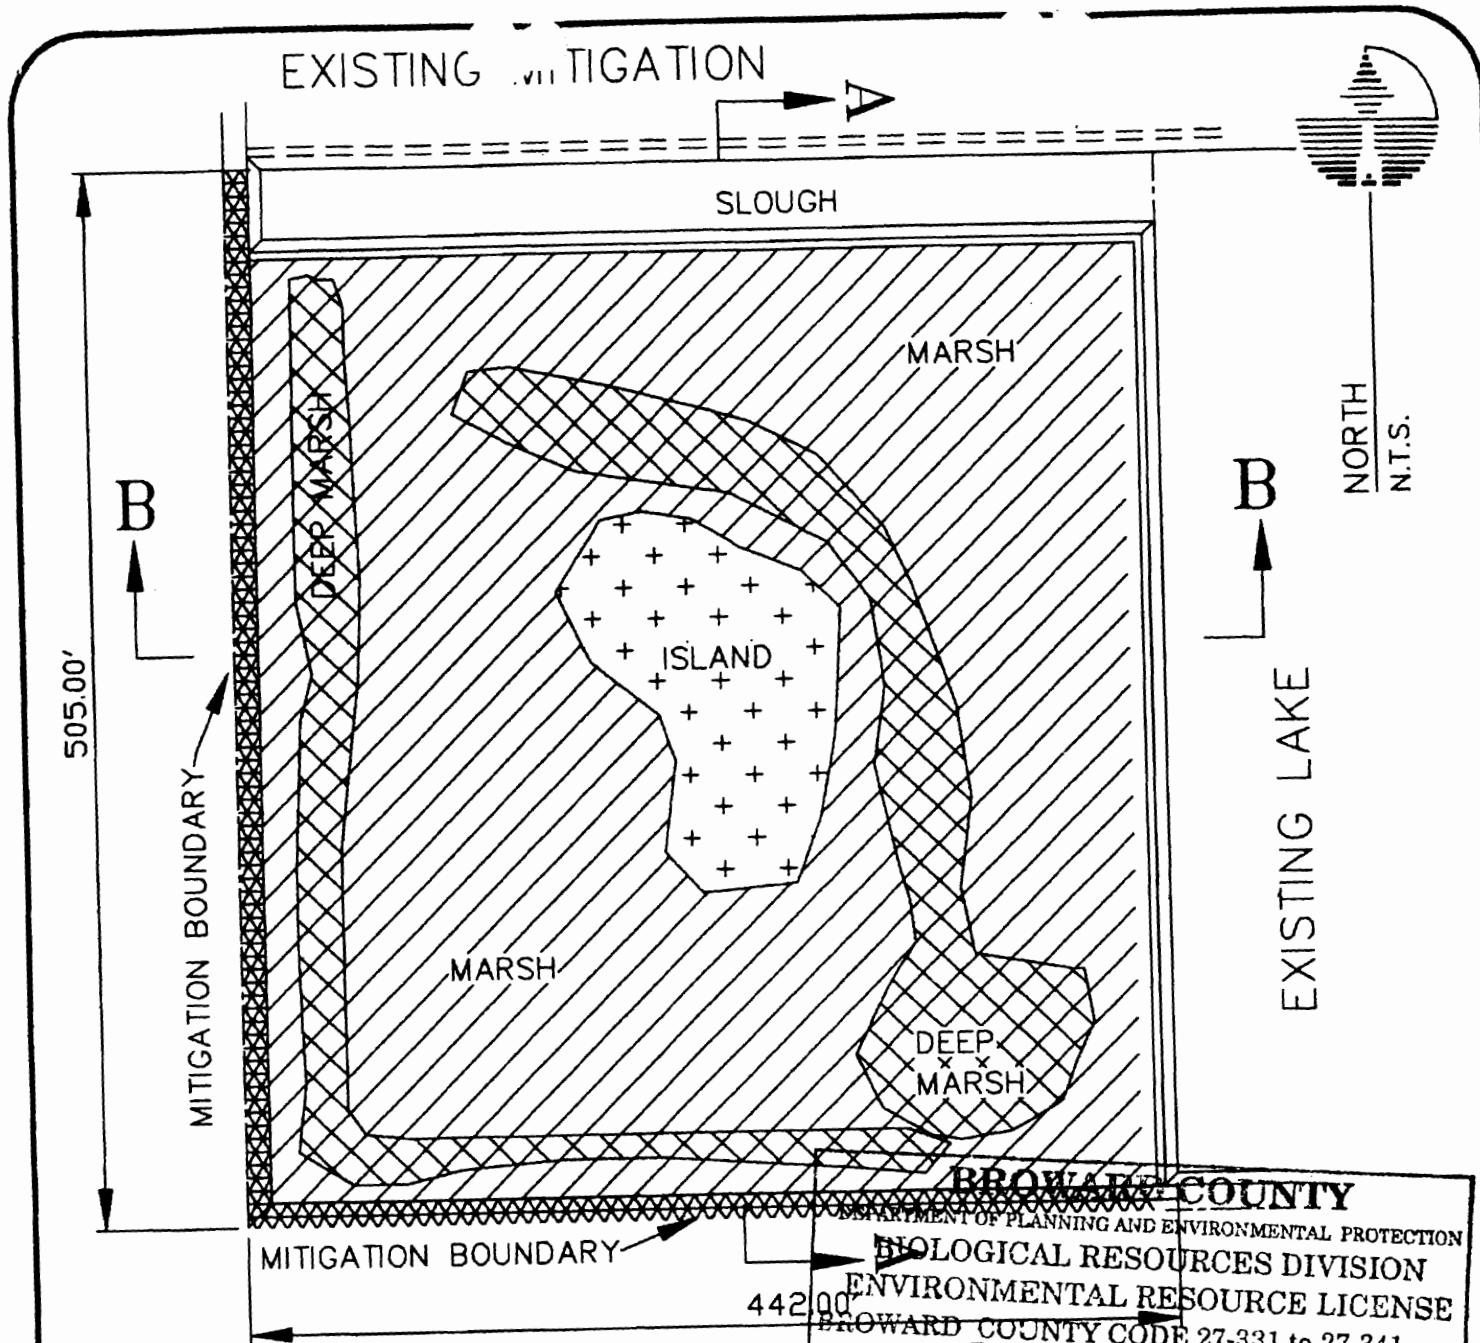 EXISTING MITIGATION
A
SLOUGH
MARSH
DEEP MARSH
NORTH
N.T.S.
B
B
ISLAND
505.00'
MITIGATION BOUNDARY
EXISTING LAKE
MARSH
DEEP
MARSH
BROWARD COUNTY
DEPARTMENT OF PLANNING AND ENVIRONMENTAL PROTECTION
MITIGATION BOUNDARY
A
BIOLOGICAL RESOURCES DIVISION
ENVIRONMENTAL RESOURCE LICENSE
442.00'
BROWARD COUNTY CODE 27-331 to 27-341